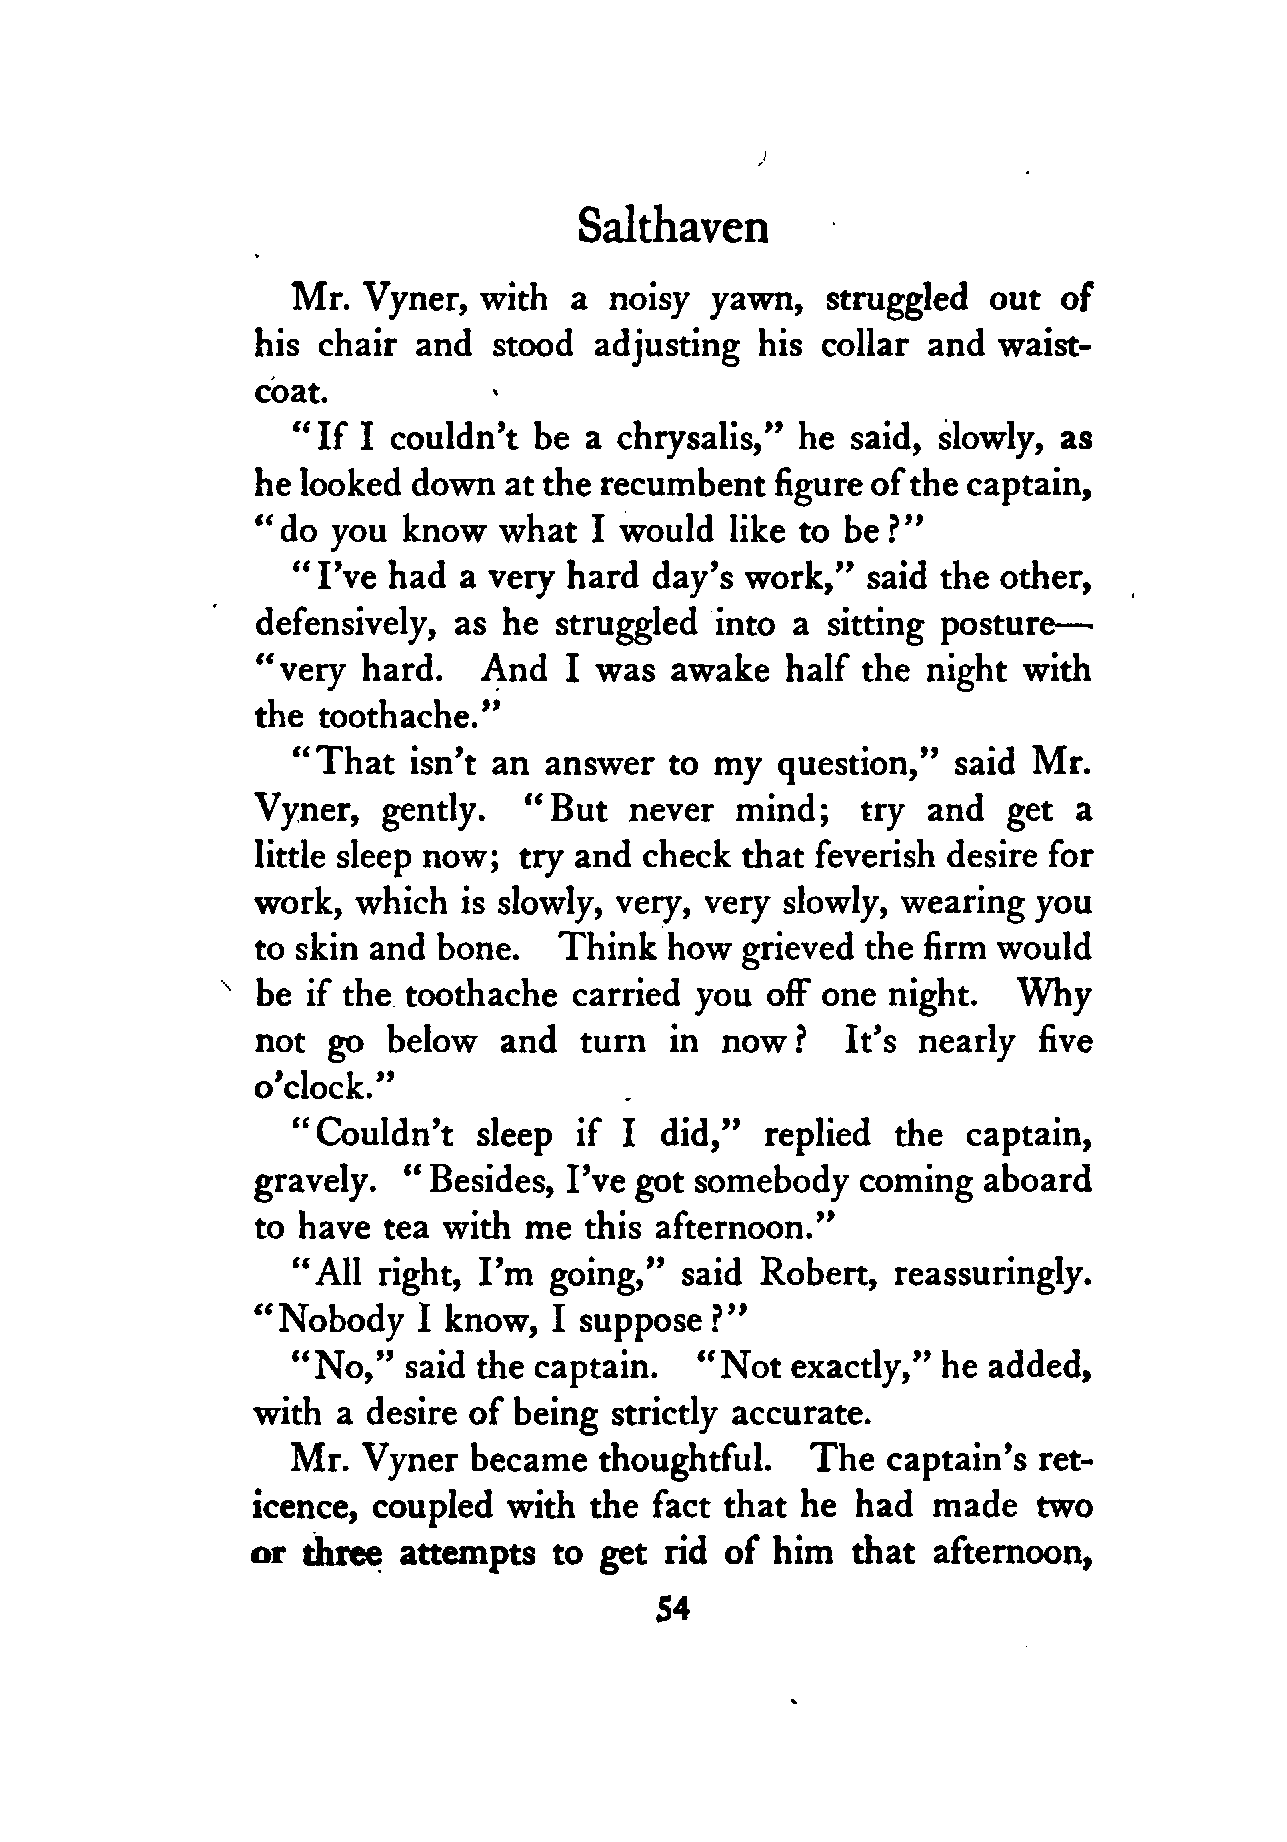 Salthaven
Mr. Vyner, with a noisy yawn, struggled out of
his chair and stood adjusting his collar and waist-
coat.
"If I couldn't be a chrysalis," he said, slowly, as
he looked down at the recumbent figure of the captain,
"do you know what I would like to be?"
"I've had a very hard day's work," said the other,
defensively, as he struggled into a sitting posture—
"very hard. And I was awake half the night with
the toothache."
"That isn't an answer to my question," said Mr.
Vyner, gently. "But never mind; try and get a
little sleep now; try and check that feverish desire for
work, which is slowly, very, very slowly, wearing you
to skin and bone. Think how grieved the firm would
be if the toothache carried you off one night. Why
not go below and turn in now? It's nearly five
o'clock."
"Couldn't sleep if I did," replied the captain,
gravely. "Besides, I've got somebody coming aboard
to have tea with me this afternoon."
"All right, I'm going," said Robert, reassuringly.
"Nobody I know, I suppose?"
"No," said the captain. "Not exactly," he added,
with a desire of being strictly accurate.
Mr. Vyner became thoughtful. The captain's ret-
icence, coupled with the fact that he had made two
or three attempts to get rid of him that afternoon,
54